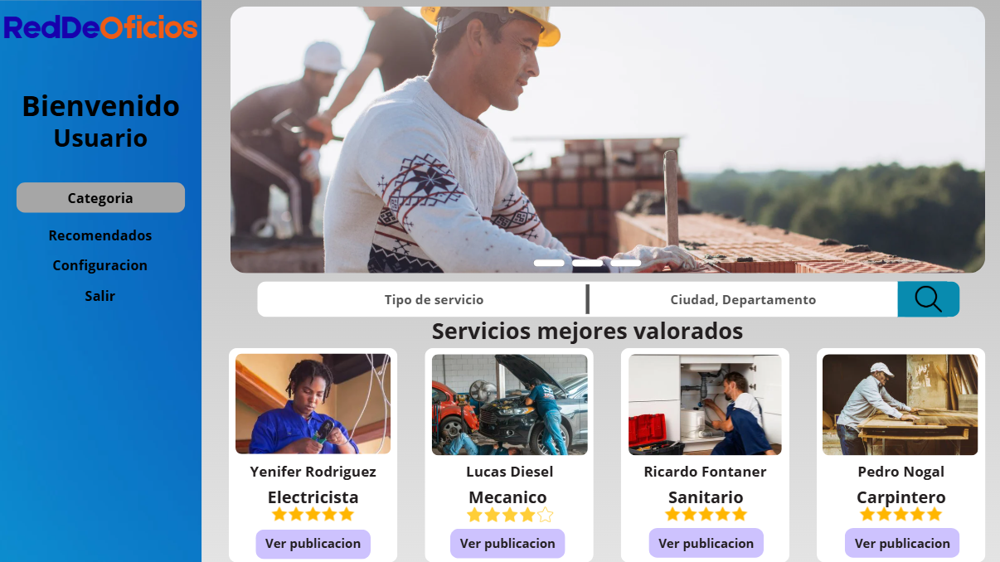 RedDeOficios
Bienvenido
Usuario
Categoria
Recomendados
Configuracion
Salir
Tipo de servicio
Ciudad, Departamento
Servicios mejores valorados
Yenifer Rodriguez
Electricista
Ver publicacion
Lucas Diesel
Mecanico
Ver publicacion
Ricardo Fontaner
Sanitario
Ver publicacion
Pedro Nogal
Carpintero
Ver publicacion